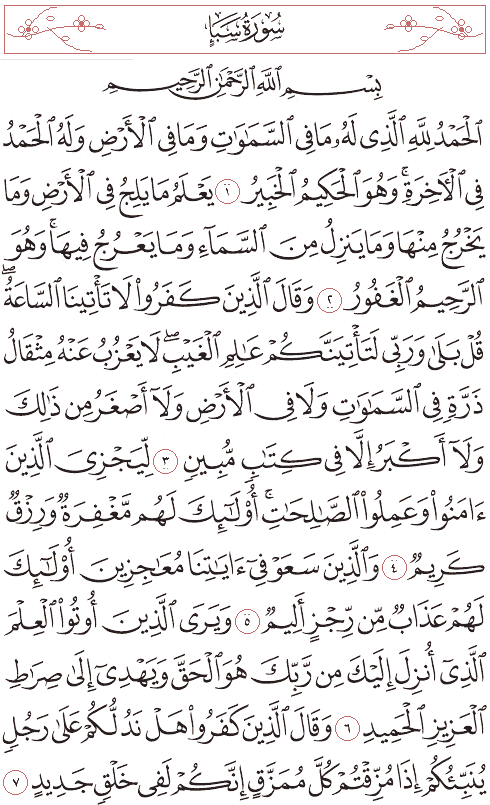 سُورَةُ سَبَإٍ
بِسْمِ ٱللَّهِ ٱلرَّحْمَٰنِ ٱلرَّحِيمِ
ٱلْحَمْدُ لِلَّهِ ٱلَّذِى لَهُۥ مَا فِى ٱلسَّمَٰوَٰتِ وَمَا فِى ٱلْأَرْضِ وَلَهُ ٱلْحَمْدُ
فِى ٱلْءَاخِرَةِ ۚ وَهُوَ ٱلْحَكِيمُ ٱلْخَبِيرُ ١ يَعْلَمُ مَا يَلِجُ فِى ٱلْأَرْضِ وَمَا
يَخْرُجُ مِنْهَا وَمَا يَنزِلُ مِنَ ٱلسَّمَآءِ وَمَا يَعْرُجُ فِيهَا ۚ وَهُوَ
ٱلرَّحِيمُ ٱلْغَفُورُ ٢ وَقَالَ ٱلَّذِينَ كَفَرُوا۟ لَا تَأْتِينَا ٱلسَّاعَةُ ۖ
قُلْ بَلَىٰ وَرَبِّى لَتَأْتِيَنَّكُمْ عَٰلِمِ ٱلْغَيْبِ ۖ لَا يَعْزُبُ عَنْهُ مِثْقَالُ
ذَرَّةٍ فِى ٱلسَّمَٰوَٰتِ وَلَا فِى ٱلْأَرْضِ وَلَآ أَصْغَرُ مِن ذَٰلِكَ
وَلَآ أَكْبَرُ إِلَّا فِى كِتَٰبٍ مُّبِينٍ ٣ لِّيَجْزِىَ ٱلَّذِينَ
ءَامَنُوا۟ وَعَمِلُوا۟ ٱلصَّٰلِحَٰتِ ۚ أُو۟لَٰٓئِكَ لَهُم مَّغْفِرَةٌ وَرِزْقٌ
كَرِيمٌ ٤ وَٱلَّذِينَ سَعَوْ فِىٓ ءَايَٰتِنَا مُعَٰجِزِينَ أُو۟لَٰٓئِكَ
لَهُمْ عَذَابٌ مِّن رِّجْزٍ أَلِيمٌ ٥ وَيَرَى ٱلَّذِينَ أُوتُوا۟ ٱلْعِلْمَ
ٱلَّذِىٓ أُنزِلَ إِلَيْكَ مِن رَّبِّكَ هُوَ ٱلْحَقَّ وَيَهْدِىٓ إِلَىٰ صِرَٰطِ
ٱلْعَزِيزِ ٱلْحَمِيدِ ٦ وَقَالَ ٱلَّذِينَ كَفَرُوا۟ هَلْ نَدُلُّكُمْ عَلَىٰ رَجُلٍ
يُنَبِّئُكُمْ إِذَا مُزِّقْتُمْ كُلَّ مُمَزَّقٍ إِنَّكُمْ لَفِى خَلْقٍ جَدِيدٍ ٧